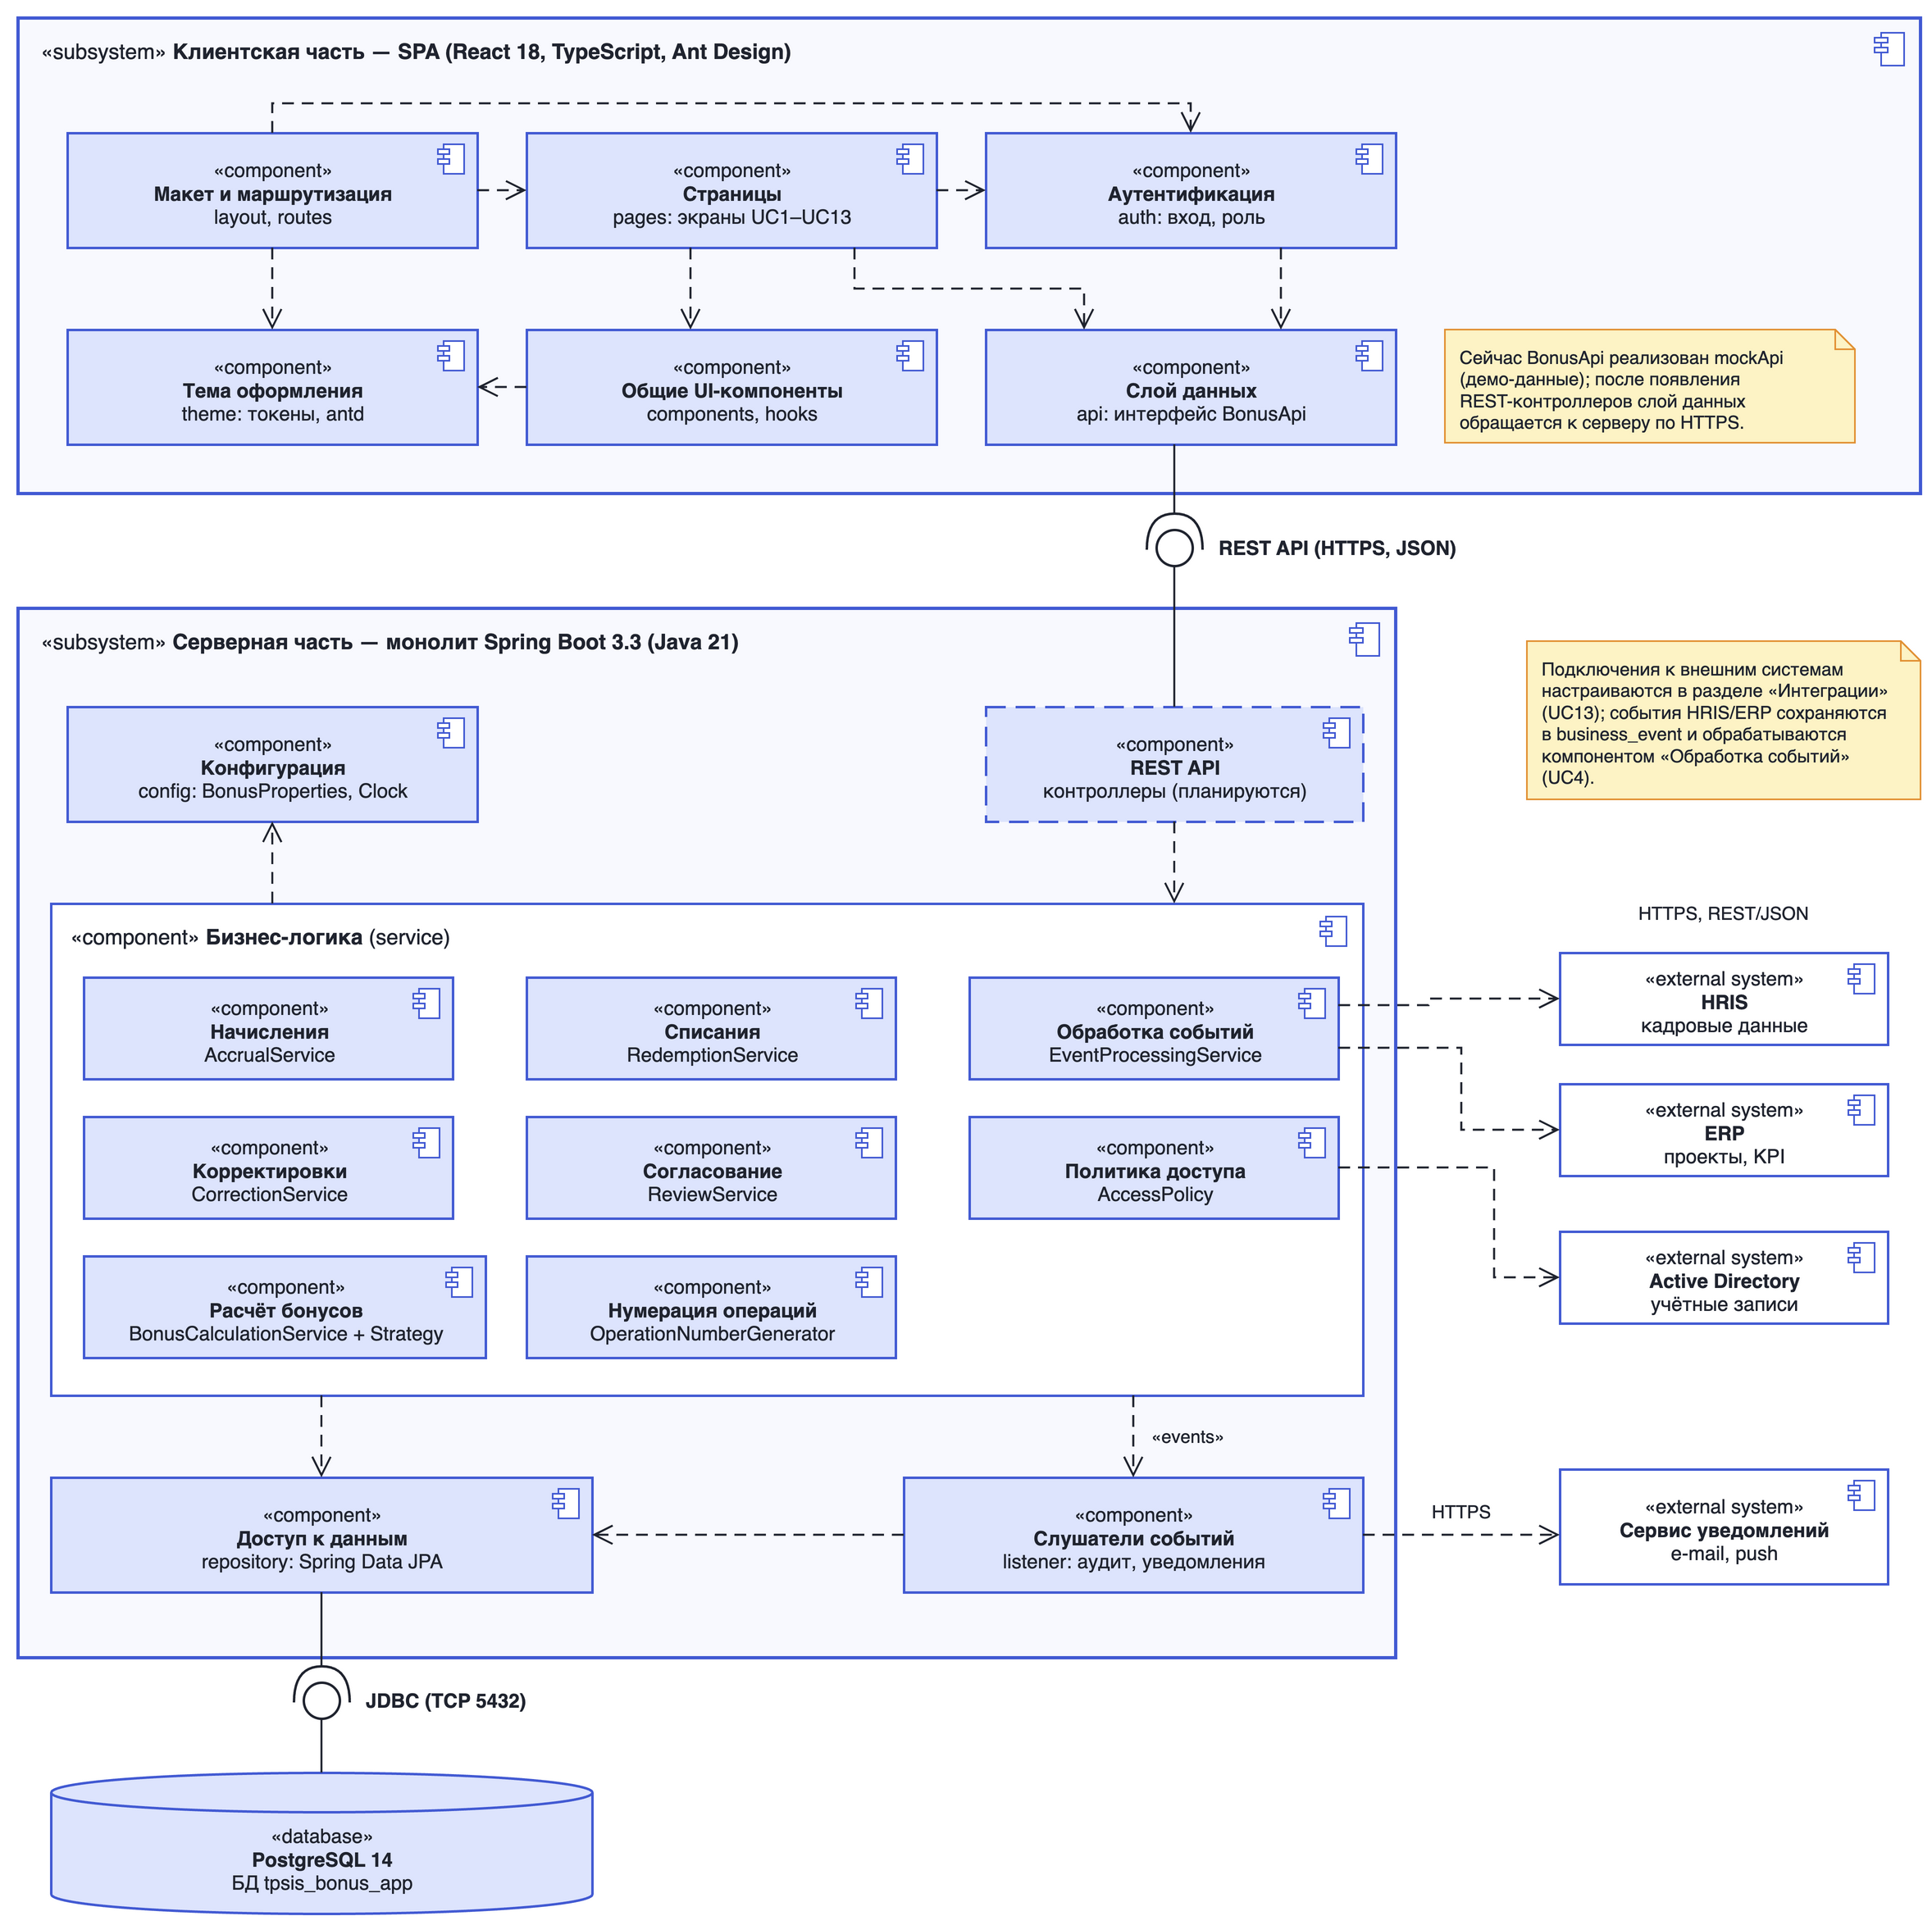 «subsystem» Клиентская часть — SPA (React 18, TypeScript, Ant Design)
«component»
Макет и маршрутизация
layout, routes
«component»
Страницы
pages: экраны UC1–UC13
«component»
Аутентификация
auth: вход, роль
«component»
Тема оформления
theme: токены, antd
«component»
Общие UI-компоненты
components, hooks
«component»
Слой данных
api: интерфейс BonusApi
Сейчас BonusApi реализован mockApi
(демо-данные); после появления
REST-контроллеров слой данных
обращается к серверу по HTTPS.
REST API (HTTPS, JSON)
«subsystem» Серверная часть — монолит Spring Boot 3.3 (Java 21)
«component»
Конфигурация
config: BonusProperties, Clock
«component»
REST API
контроллеры (планируются)
Подключения к внешним системам
настраиваются в разделе «Интеграции»
(UC13); события HRIS/ERP сохраняются
в business_event и обрабатываются
компонентом «Обработка событий»
(UC4).
«component» Бизнес-логика (service)
«component»
Начисления
AccrualService
«component»
Списания
RedemptionService
«component»
Обработка событий
EventProcessingService
«component»
Корректировки
CorrectionService
«component»
Согласование
ReviewService
«component»
Политика доступа
AccessPolicy
«component»
Расчёт бонусов
BonusCalculationService + Strategy
«component»
Нумерация операций
OperationNumberGenerator
HTTPS, REST/JSON
«external system»
HRIS
кадровые данные
«external system»
ERP
проекты, KPI
«external system»
Active Directory
учётные записи
«events»
«component»
Доступ к данным
repository: Spring Data JPA
«component»
Слушатели событий
listener: аудит, уведомления
HTTPS
«external system»
Сервис уведомлений
e-mail, push
JDBC (TCP 5432)
«database»
PostgreSQL 14
БД tpsis_bonus_app